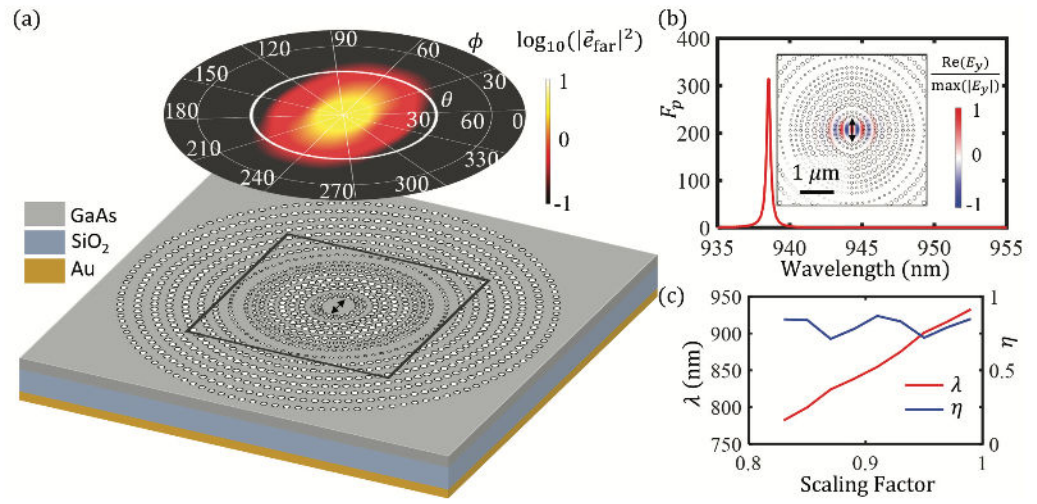 (a)
ϕ
log₁₀(|e⃗far|²)
90
120
60
150
30
θ
180
30
60
0
210
330
240
300
270
1
0
-1
GaAs
SiO₂
Au
(b)
400
300
200
100
0
Fp
935
940
945
950
955
Wavelength (nm)
1 μm
Re(Ey)
max(|Ey|)
1
0
-1
(c)
950
900
850
800
750
λ (nm)
1
0.5
0
η
λ
η
0.8
0.9
1
Scaling Factor